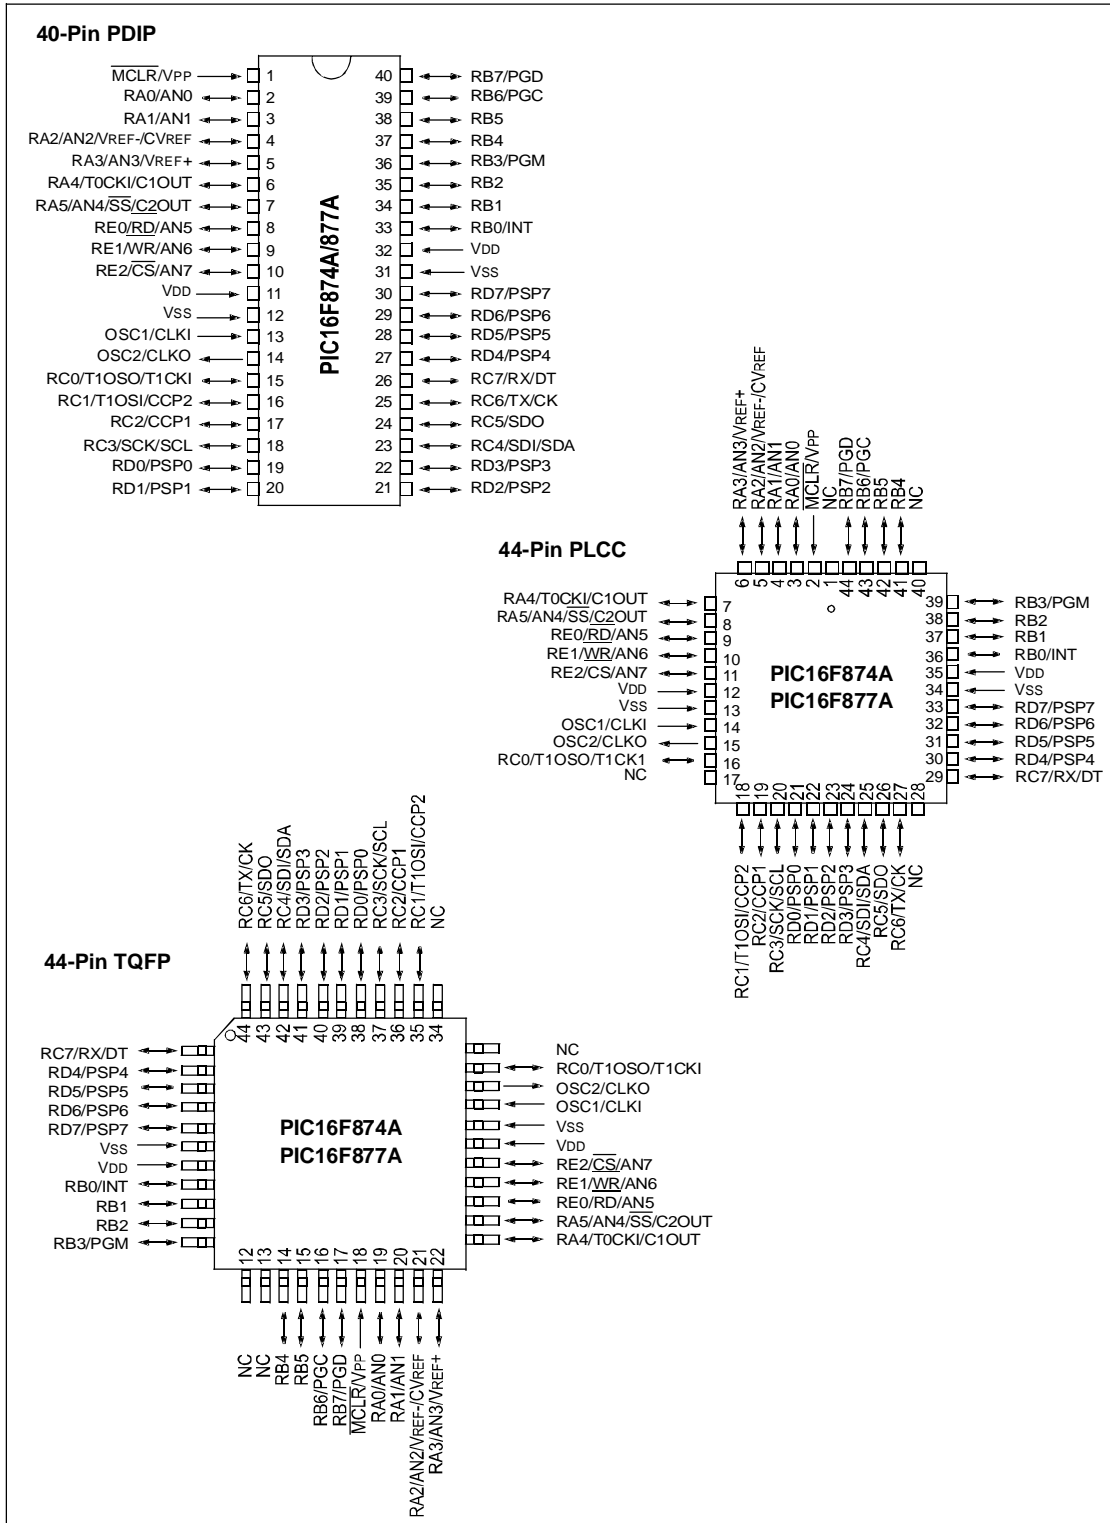 40-Pin PDIP
MCLR/VPP 1
RA0/AN0 2
RA1/AN1 3
RA2/AN2/VREF-/CVREF 4
RA3/AN3/VREF+ 5
RA4/T0CKI/C1OUT 6
RA5/AN4/SS/C2OUT 7
RE0/RD/AN5 8
RE1/WR/AN6 9
RE2/CS/AN7 10
VDD 11
VSS 12
OSC1/CLKI 13
OSC2/CLKO 14
RC0/T1OSO/T1CKI 15
RC1/T1OSI/CCP2 16
RC2/CCP1 17
RC3/SCK/SCL 18
RD0/PSP0 19
RD1/PSP1 20
PIC16F874A/877A
40 RB7/PGD
39 RB6/PGC
38 RB5
37 RB4
36 RB3/PGM
35 RB2
34 RB1
33 RB0/INT
32 VDD
31 VSS
30 RD7/PSP7
29 RD6/PSP6
28 RD5/PSP5
27 RD4/PSP4
26 RC7/RX/DT
25 RC6/TX/CK
24 RC5/SDO
23 RC4/SDI/SDA
22 RD3/PSP3
21 RD2/PSP2
44-Pin PLCC
RA3/AN3/VREF+ 6
RA2/AN2/VREF-/CVREF 5
RA1/AN1 4
RA0/AN0 3
MCLR/VPP 2
NC 1
RB7/PGD 44
RB6/PGC 43
RB5 42
RB4 41
NC 40
RA4/T0CKI/C1OUT 7
RA5/AN4/SS/C2OUT 8
RE0/RD/AN5 9
RE1/WR/AN6 10
RE2/CS/AN7 11
VDD 12
VSS 13
OSC1/CLKI 14
OSC2/CLKO 15
RC0/T1OSO/T1CK1 16
NC 17
PIC16F874A
PIC16F877A
39 RB3/PGM
38 RB2
37 RB1
36 RB0/INT
35 VDD
34 VSS
33 RD7/PSP7
32 RD6/PSP6
31 RD5/PSP5
30 RD4/PSP4
29 RC7/RX/DT
18 RC1/T1OSI/CCP2
19 RC2/CCP1
20 RC3/SCK/SCL
21 RD0/PSP0
22 RD1/PSP1
23 RD2/PSP2
24 RD3/PSP3
25 RC4/SDI/SDA
26 RC5/SDO
27 RC6/TX/CK
28 NC
44-Pin TQFP
RC6/TX/CK 44
RC5/SDO 43
RC4/SDI/SDA 42
RD3/PSP3 41
RD2/PSP2 40
RD1/PSP1 39
RD0/PSP0 38
RC3/SCK/SCL 37
RC2/CCP1 36
RC1/T1OSI/CCP2 35
NC 34
RC7/RX/DT
RD4/PSP4
RD5/PSP5
RD6/PSP6
RD7/PSP7
VSS
VDD
RB0/INT
RB1
RB2
RB3/PGM
PIC16F874A
PIC16F877A
NC
RC0/T1OSO/T1CKI
OSC2/CLKO
OSC1/CLKI
VSS
VDD
RE2/CS/AN7
RE1/WR/AN6
RE0/RD/AN5
RA5/AN4/SS/C2OUT
RA4/T0CKI/C1OUT
12 NC
13 NC
14 RB4
15 RB5
16 RB6/PGC
17 RB7/PGD
18 MCLR/VPP
19 RA0/AN0
20 RA1/AN1
21 RA2/AN2/VREF-/CVREF
22 RA3/AN3/VREF+